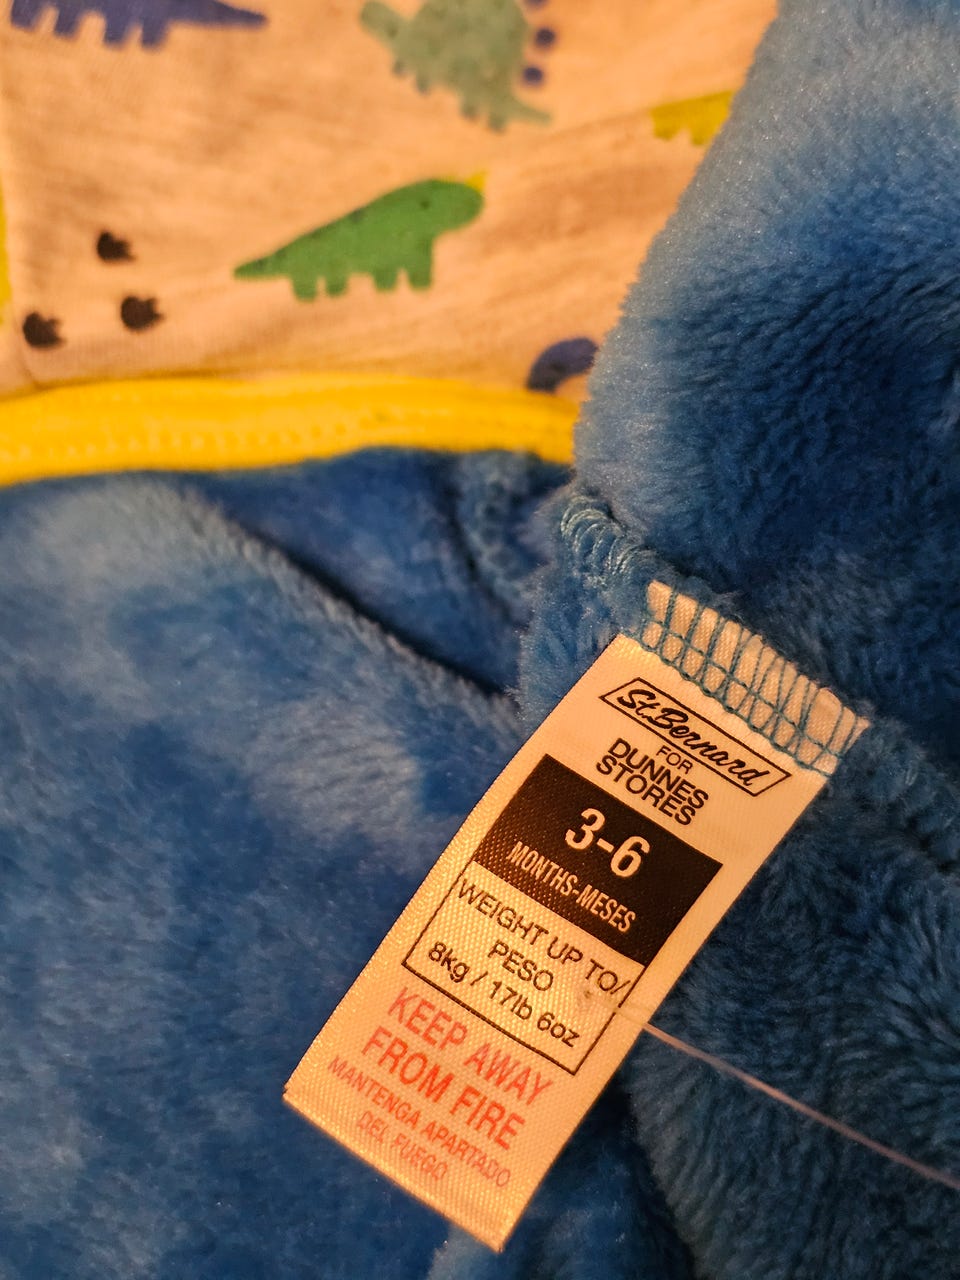 St.Bernard
FOR
DUNNES
STORES
3-6
MONTHS-MESES
WEIGHT UP TO/
PESO
8kg / 17lb 6oz
KEEP AWAY
FROM FIRE
MANTENGA APARTADO
DEL FUEGO